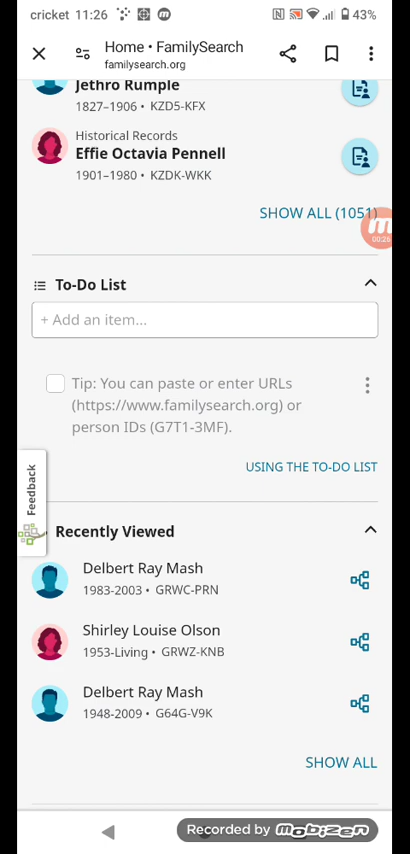 cricket 11:26 43%
Home • FamilySearch
familysearch.org
Jethro Rumple
1827–1906 • KZD5-KFX
Historical Records
Effie Octavia Pennell
1901–1980 • KZDK-WKK
SHOW ALL (1051)
00:25
To-Do List
+ Add an item...
Tip: You can paste or enter URLs
(https://www.familysearch.org) or
person IDs (G7T1-3MF).
USING THE TO-DO LIST
Feedback
Recently Viewed
Delbert Ray Mash
1983-2003 • GRWC-PRN
Shirley Louise Olson
1953-Living • GRWZ-KNB
Delbert Ray Mash
1948-2009 • G64G-V9K
SHOW ALL
Recorded by mobizen